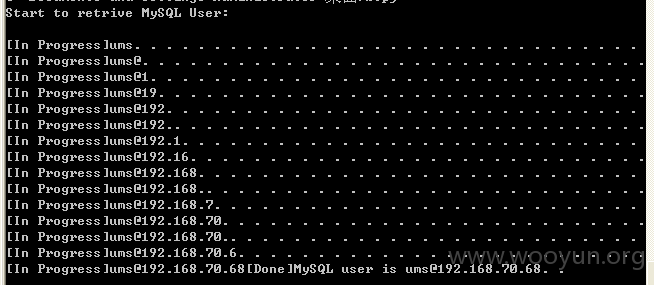 Start to retrive MySQL User:
[In Progress]ums. . . . . . . . . . . . . . . . . . . . . . . . . . . . . . . .
[In Progress]ums@. . . . . . . . . . . . . . . . . . . . . . . . . . . . . . . .
[In Progress]ums@1. . . . . . . . . . . . . . . . . . . . . . . . . . . . . . .
[In Progress]ums@19. . . . . . . . . . . . . . . . . . . . . . . . . . . . . . .
[In Progress]ums@192. . . . . . . . . . . . . . . . . . . . . . . . . . . . . .
[In Progress]ums@192.. . . . . . . . . . . . . . . . . . . . . . . . . . . . . .
[In Progress]ums@192.1. . . . . . . . . . . . . . . . . . . . . . . . . . . . .
[In Progress]ums@192.16. . . . . . . . . . . . . . . . . . . . . . . . . . . . .
[In Progress]ums@192.168. . . . . . . . . . . . . . . . . . . . . . . . . . . .
[In Progress]ums@192.168.. . . . . . . . . . . . . . . . . . . . . . . . . . . .
[In Progress]ums@192.168.7. . . . . . . . . . . . . . . . . . . . . . . . . . .
[In Progress]ums@192.168.70. . . . . . . . . . . . . . . . . . . . . . . . . . .
[In Progress]ums@192.168.70.. . . . . . . . . . . . . . . . . . . . . . . . . .
[In Progress]ums@192.168.70.6. . . . . . . . . . . . . . . . . . . . . . . . . .
[In Progress]ums@192.168.70.68[Done]MySQL user is ums@192.168.70.68. .
www.wooyun.org